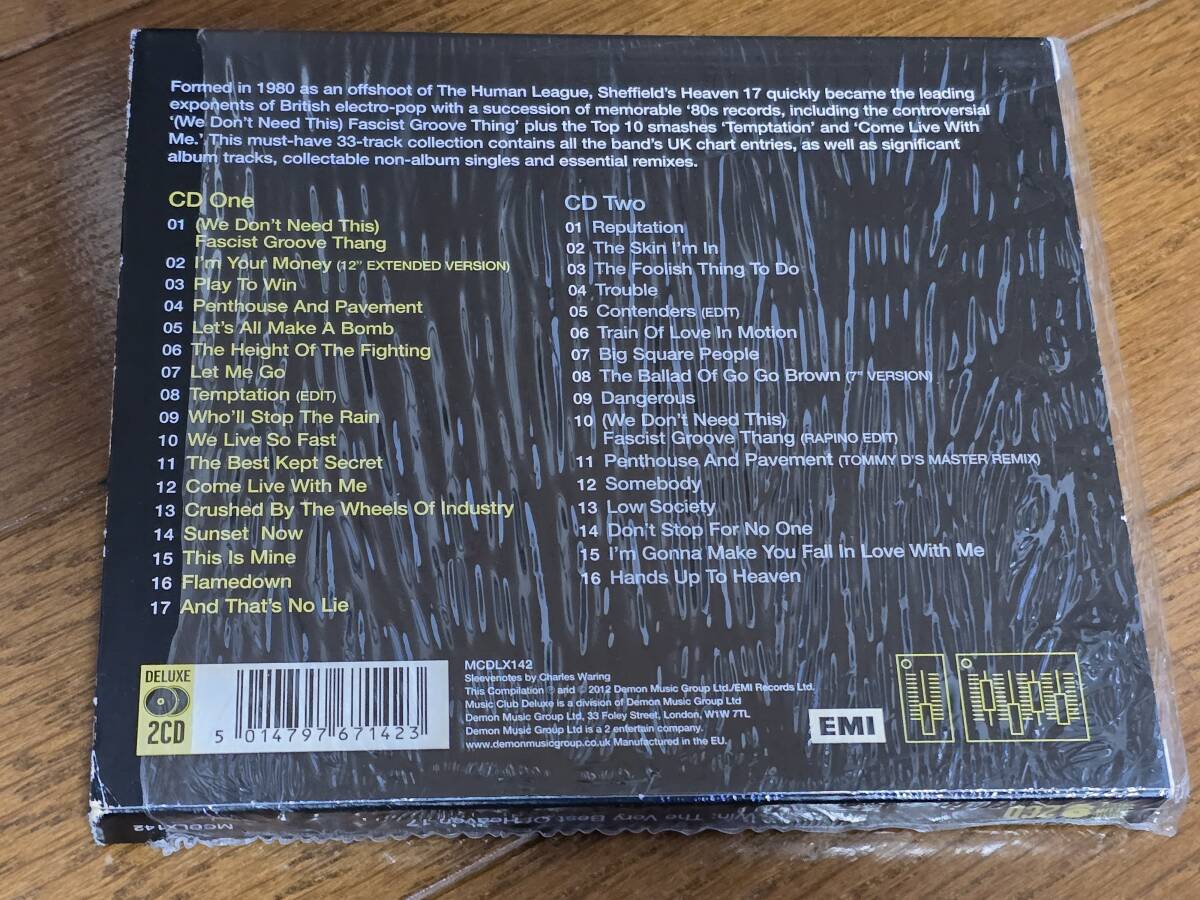 Formed in 1980 as an offshoot of The Human League, Sheffield's Heaven 17 quickly became the leading
exponents of British electro-pop with a succession of memorable '80s records, including the controversial
'(We Don't Need This) Fascist Groove Thing' plus the Top 10 smashes 'Temptation' and 'Come Live With
Me.' This must-have 33-track collection contains all the band's UK chart entries, as well as significant
album tracks, collectable non-album singles and essential remixes.
CD One
01 (We Don't Need This)
Fascist Groove Thang
02 I'm Your Money (12" EXTENDED VERSION)
03 Play To Win
04 Penthouse And Pavement
05 Let's All Make A Bomb
06 The Height Of The Fighting
07 Let Me Go
08 Temptation (EDIT)
09 Who'll Stop The Rain
10 We Live So Fast
11 The Best Kept Secret
12 Come Live With Me
13 Crushed By The Wheels Of Industry
14 Sunset Now
15 This Is Mine
16 Flamedown
17 And That's No Lie
CD Two
01 Reputation
02 The Skin I'm In
03 The Foolish Thing To Do
04 Trouble
05 Contenders (EDIT)
06 Train Of Love In Motion
07 Big Square People
08 The Ballad Of Go Go Brown (7" VERSION)
09 Dangerous
10 (We Don't Need This)
Fascist Groove Thang (RAPINO EDIT)
11 Penthouse And Pavement (TOMMY D'S MASTER REMIX)
12 Somebody
13 Low Society
14 Don't Stop For No One
15 I'm Gonna Make You Fall In Love With Me
16 Hands Up To Heaven
DELUXE
2CD
5 014797 671423
MCDLX142
Sleevenotes by Charles Waring
This Compilation ℗ and © 2012 Demon Music Group Ltd./EMI Records Ltd.
Music Club Deluxe is a division of Demon Music Group Ltd
Demon Music Group Ltd, 33 Foley Street, London, W1W 7TL
Demon Music Group Ltd is a 2 entertain company.
www.demonmusicgroup.co.uk Manufactured in the EU.
EMI
MCDLX142
The Very Best Of Heaven 17
2CD